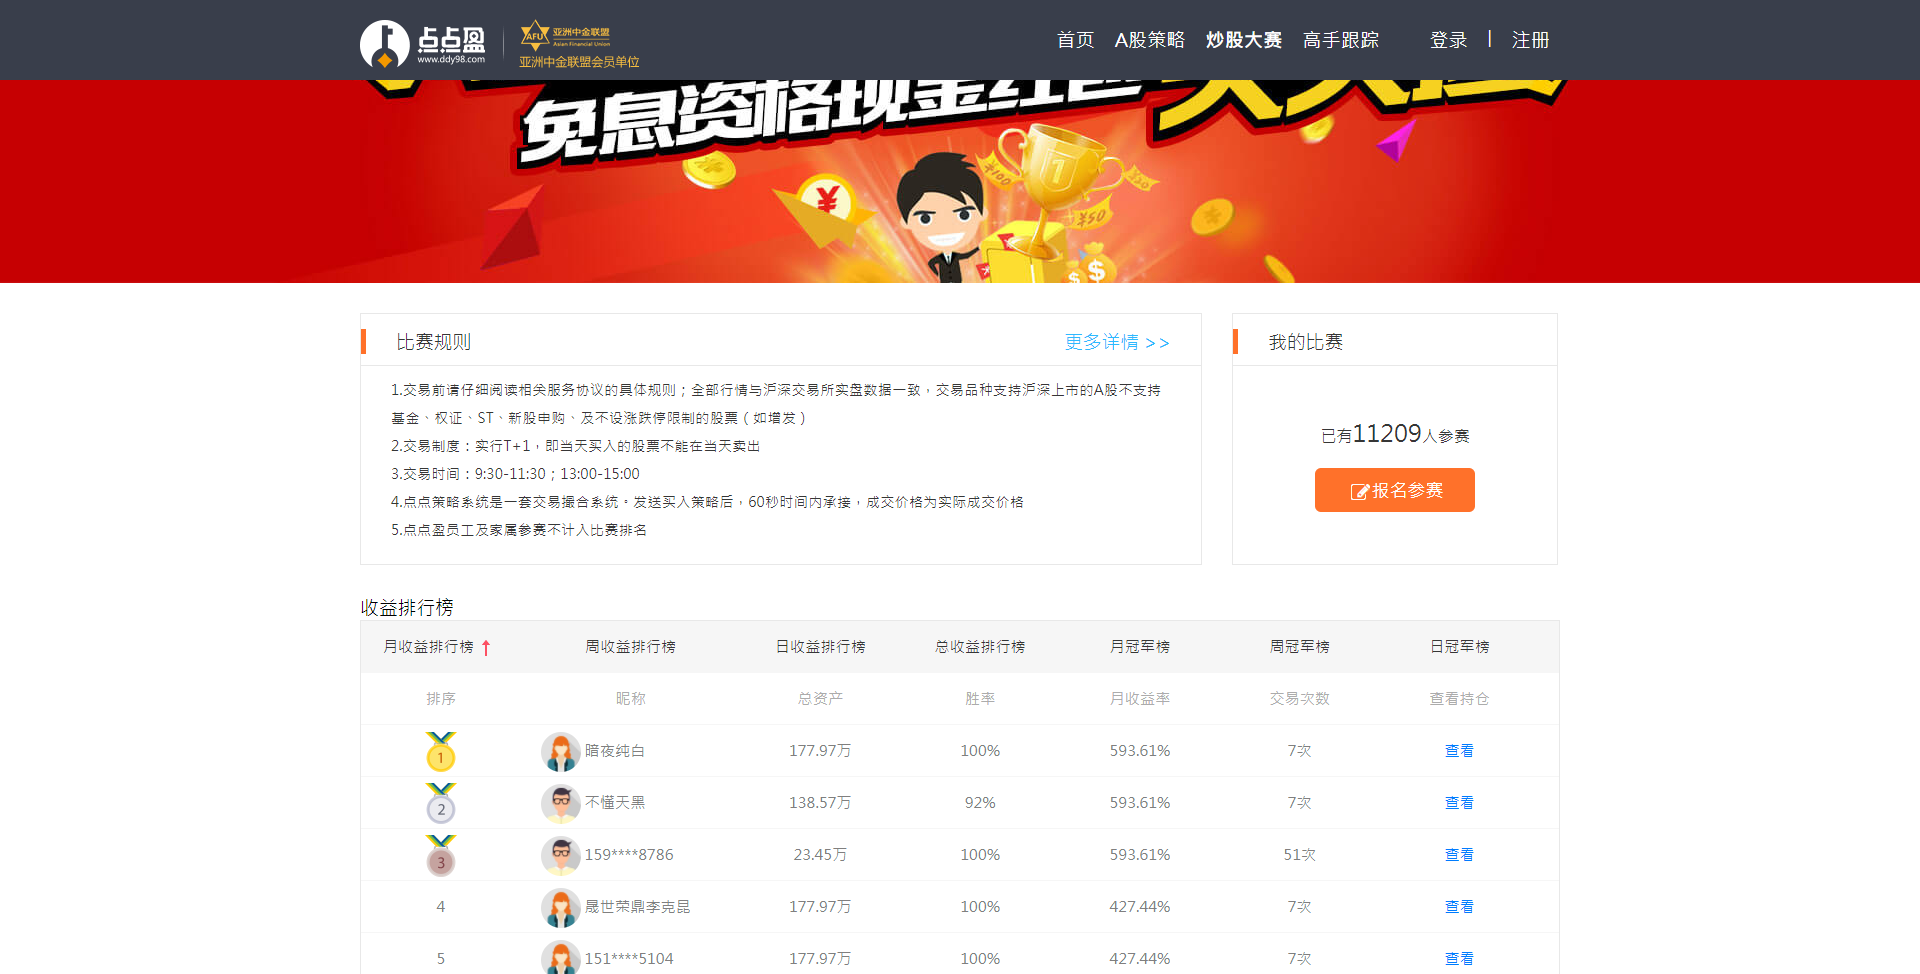 点点盈
www.ddy98.com
AFU 亚洲中金联盟
Asian Financial Union
亚洲中金联盟会员单位
首页 A股策略 炒股大赛 高手跟踪 登录 | 注册
免息资格现金红包
1
¥100
¥50
比赛规则 更多详情 >>
1.交易前请仔细阅读相关服务协议的具体规则；全部行情与沪深交易所实盘数据一致，交易品种支持沪深上市的A股不支持
基金、权证、ST、新股申购、及不设涨跌停限制的股票（如增发）
2.交易制度：实行T+1，即当天买入的股票不能在当天卖出
3.交易时间：9:30-11:30；13:00-15:00
4.点点策略系统是一套交易撮合系统。发送买入策略后，60秒时间内承接，成交价格为实际成交价格
5.点点盈员工及家属参赛不计入比赛排名
我的比赛
已有11209人参赛
报名参赛
收益排行榜
月收益排行榜 周收益排行榜 日收益排行榜 总收益排行榜 月冠军榜 周冠军榜 日冠军榜
排序 昵称 总资产 胜率 月收益率 交易次数 查看持仓
1 暗夜纯白 177.97万 100% 593.61% 7次 查看
2 不懂天黑 138.57万 92% 593.61% 7次 查看
3 159****8786 23.45万 100% 593.61% 51次 查看
4 晟世荣鼎李克昆 177.97万 100% 427.44% 7次 查看
5 151****5104 177.97万 100% 427.44% 7次 查看